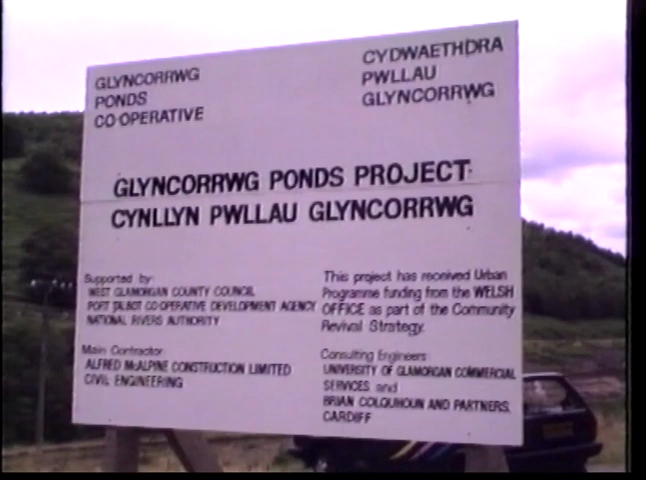 GLYNCORRWG
PONDS
CO-OPERATIVE
CYDWAETHDRA
PWLLAU
GLYNCORRWG
GLYNCORRWG PONDS PROJECT
CYNLLYN PWLLAU GLYNCORRWG
Supported by:
WEST GLAMORGAN COUNTY COUNCIL
PORT TALBOT CO-OPERATIVE DEVELOPMENT AGENCY
NATIONAL RIVERS AUTHORITY
This project has received Urban
Programme funding from the WELSH
OFFICE as part of the Community
Revival Strategy.
Main Contractor
ALFRED McALPINE CONSTRUCTION LIMITED
CIVIL ENGINEERING
Consulting Engineers
UNIVERSITY OF GLAMORGAN COMMERCIAL
SERVICES and
BRIAN COLQUHOUN AND PARTNERS,
CARDIFF